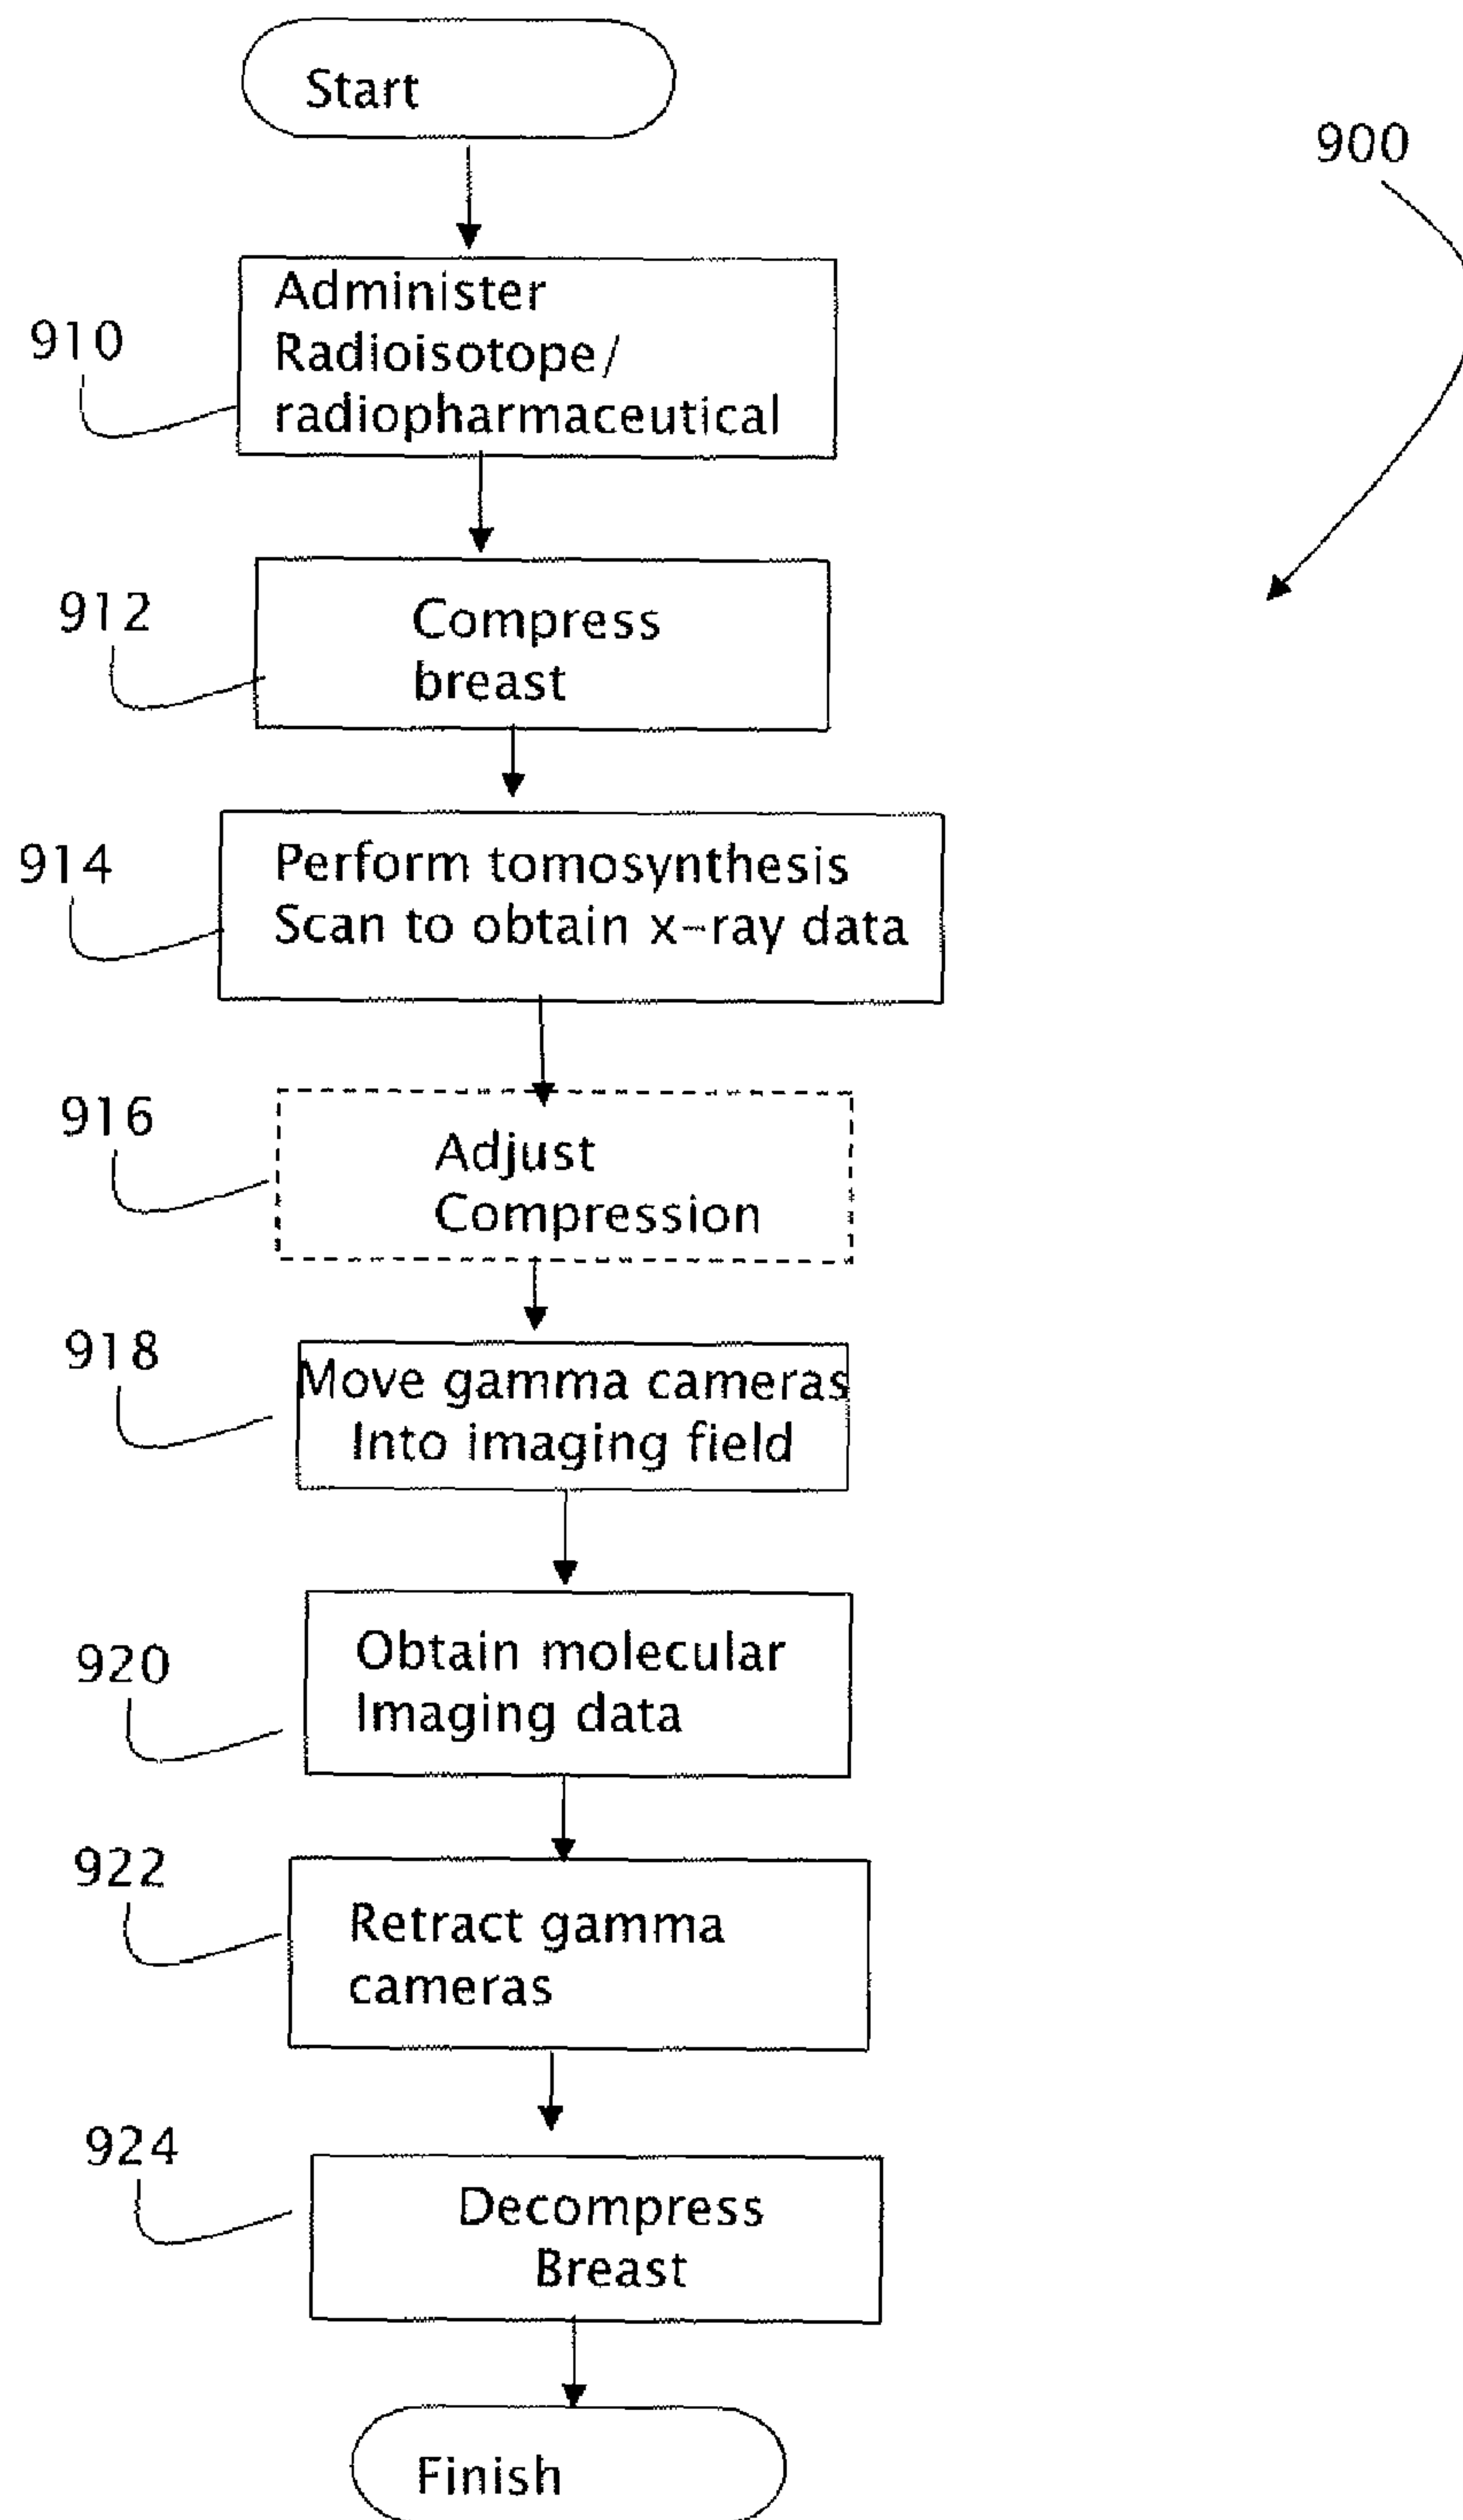 Start
900
910
Administer
Radioisotope/
radiopharmaceutical
912
Compress
breast
914
Perform tomosynthesis
Scan to obtain x-ray data
916
Adjust
Compression
918
Move gamma cameras
Into imaging field
920
Obtain molecular
Imaging data
922
Retract gamma
cameras
924
Decompress
Breast
Finish